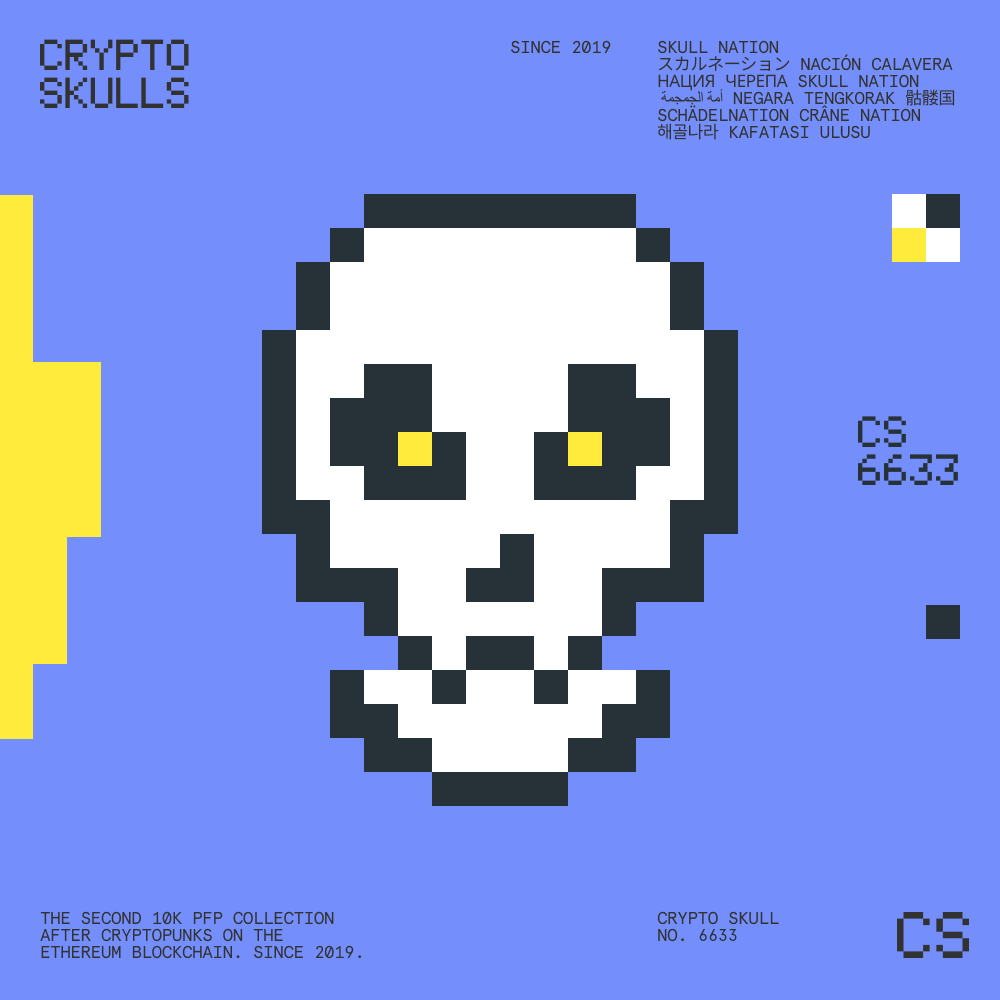 CRYPTO
SKULLS
SINCE 2019
SKULL NATION
スカルネーション NACIÓN CALAVERA
НАЦИЯ ЧЕРЕПА SKULL NATION
أمة الجمجمة NEGARA TENGKORAK 骷髅国
SCHÄDELNATION CRÂNE NATION
해골나라 KAFATASI ULUSU
CS
6633
THE SECOND 10K PFP COLLECTION
AFTER CRYPTOPUNKS ON THE
ETHEREUM BLOCKCHAIN. SINCE 2019.
CRYPTO SKULL
NO. 6633
CS